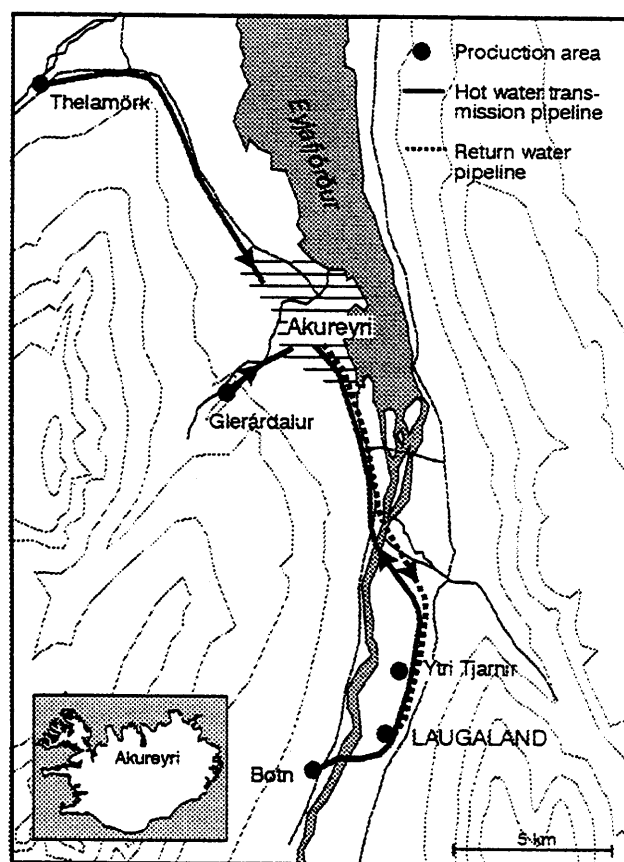 Production area
Hot water trans-
mission pipeline
Return water
pipeline
Thelamörk
Eyjafjörður
Akureyri
Glerárdalur
Ytri Tjarnir
LAUGALAND
Botn
Akureyri
5 km